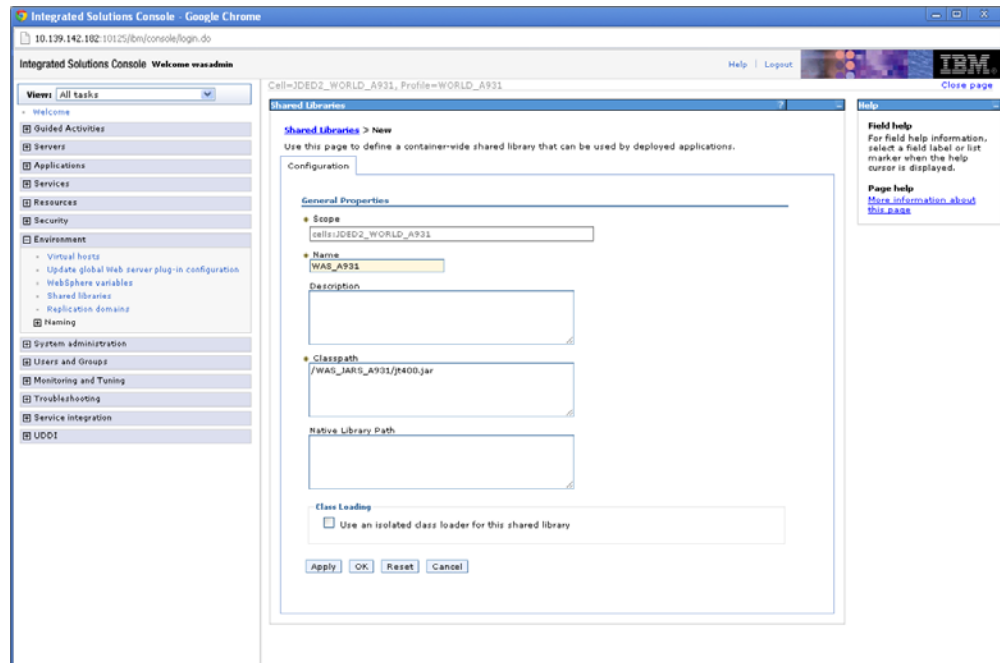 Integrated Solutions Console - Google Chrome
10.139.142.182:10125/ibm/console/login.do
Integrated Solutions Console Welcome wasadmin
Help | Logout
IBM.
View: All tasks
Cell=JDED2_WORLD_A931, Profile=WORLD_A931
Close page
Welcome
Guided Activities
Servers
Applications
Services
Resources
Security
Environment
Virtual hosts
Update global Web server plug-in configuration
WebSphere variables
Shared libraries
Replication domains
Naming
System administration
Users and Groups
Monitoring and Tuning
Troubleshooting
Service integration
UDDI
Shared Libraries
?
Shared Libraries > New
Use this page to define a container-wide shared library that can be used by deployed applications.
Configuration
General Properties
Scope
cells:JDED2_WORLD_A931
Name
WAS_A931
Description
Classpath
/WAS_JARS_A931/jt400.jar
Native Library Path
Class Loading
Use an isolated class loader for this shared library
Apply OK Reset Cancel
Help
Field help
For field help information,
select a field label or list
marker when the help
cursor is displayed.
Page help
More information about
this page